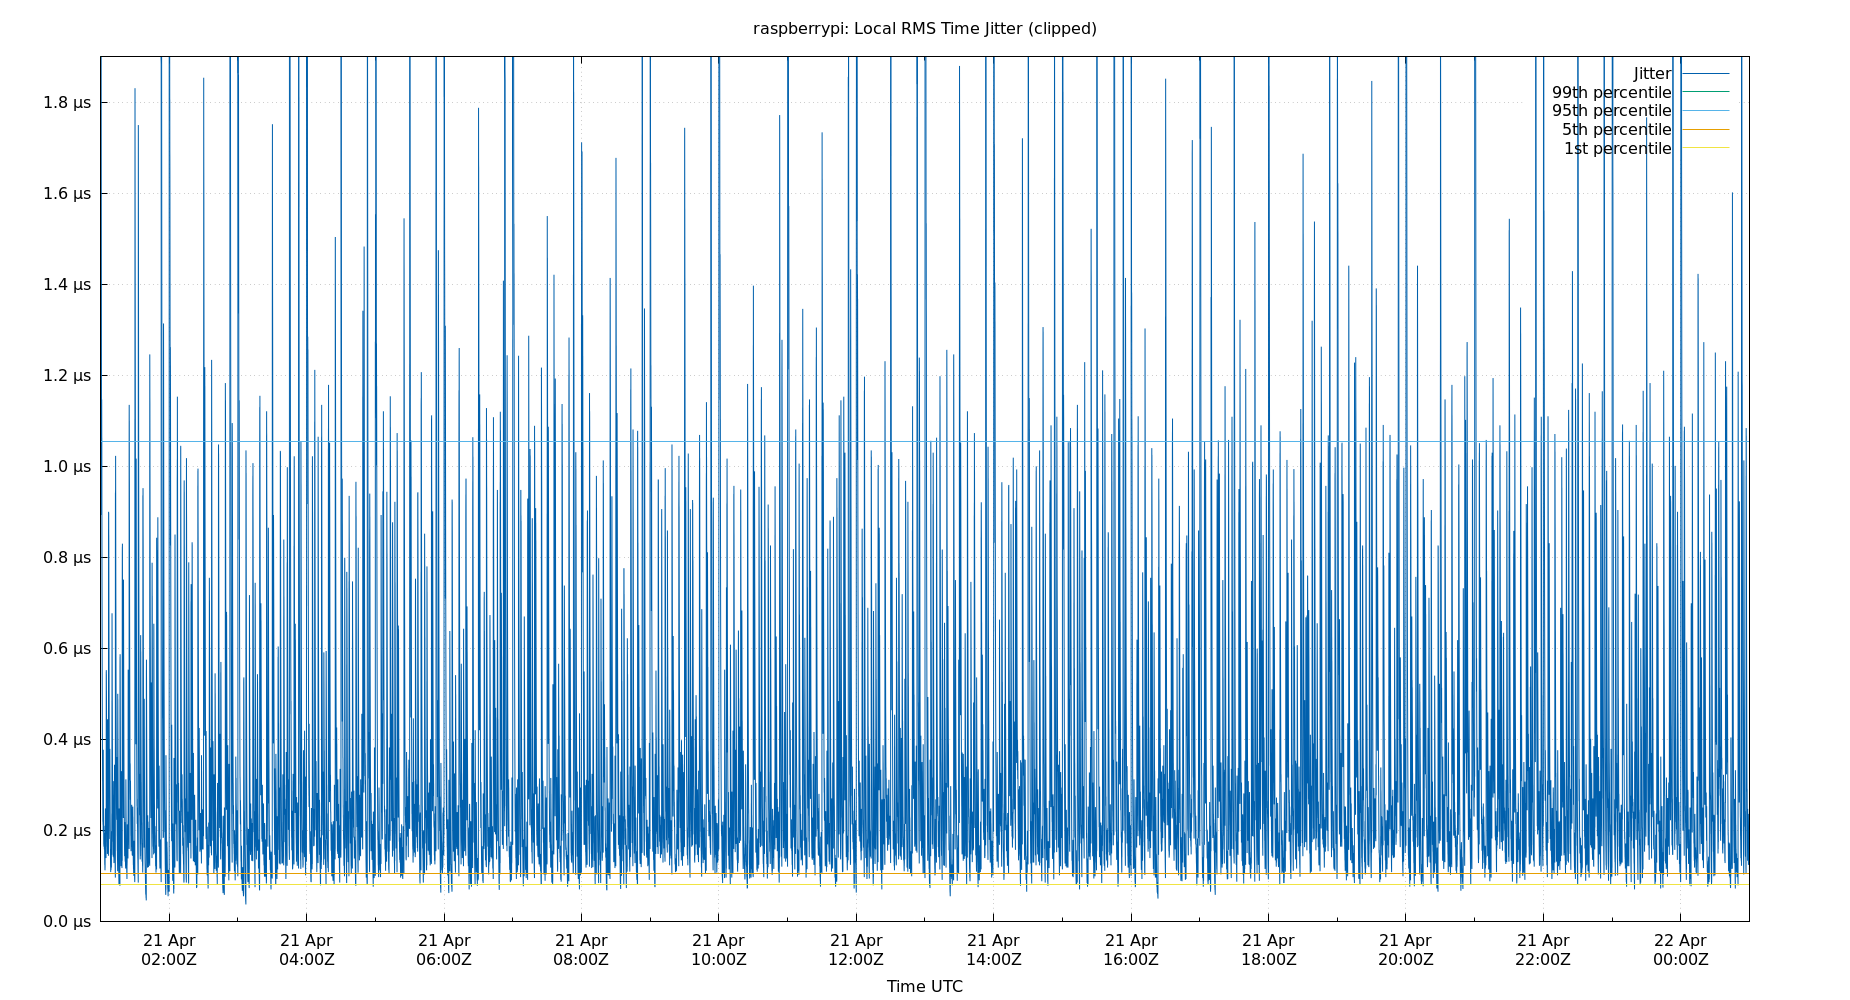 raspberrypi: Local RMS Time Jitter (clipped)
Jitter
99th percentile
95th percentile
5th percentile
1st percentile
1.8 µs
1.6 µs
1.4 µs
1.2 µs
1.0 µs
0.8 µs
0.6 µs
0.4 µs
0.2 µs
0.0 µs
21 Apr 21 Apr 21 Apr 21 Apr 21 Apr 21 Apr 21 Apr 21 Apr 21 Apr 21 Apr 21 Apr 22 Apr
02:00Z 04:00Z 06:00Z 08:00Z 10:00Z 12:00Z 14:00Z 16:00Z 18:00Z 20:00Z 22:00Z 00:00Z
Time UTC